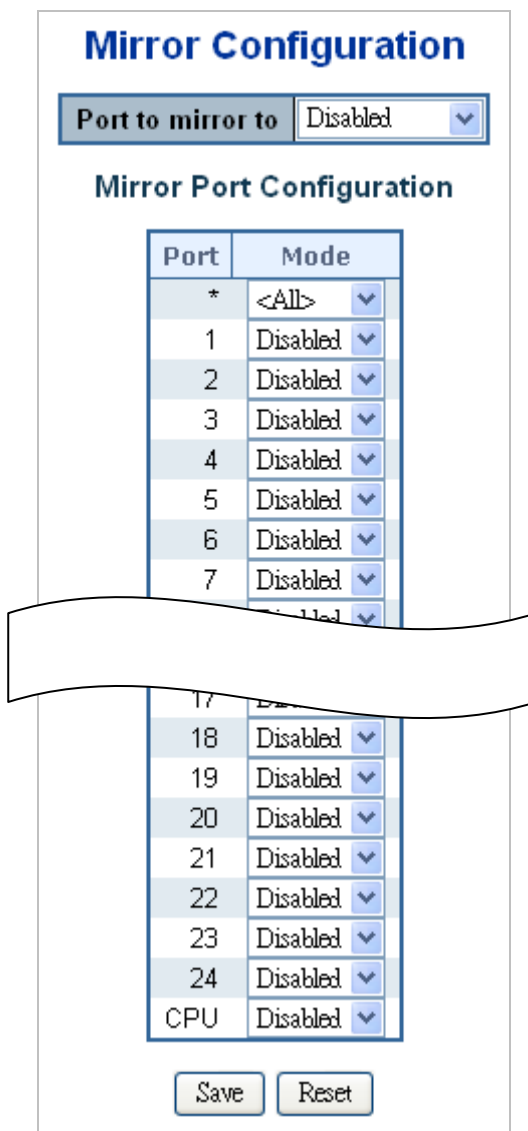 Mirror Configuration
Port to mirror to Disabled
Mirror Port Configuration
Port Mode
* <All>
1 Disabled
2 Disabled
3 Disabled
4 Disabled
5 Disabled
6 Disabled
7 Disabled
17
18 Disabled
19 Disabled
20 Disabled
21 Disabled
22 Disabled
23 Disabled
24 Disabled
CPU Disabled
Save Reset